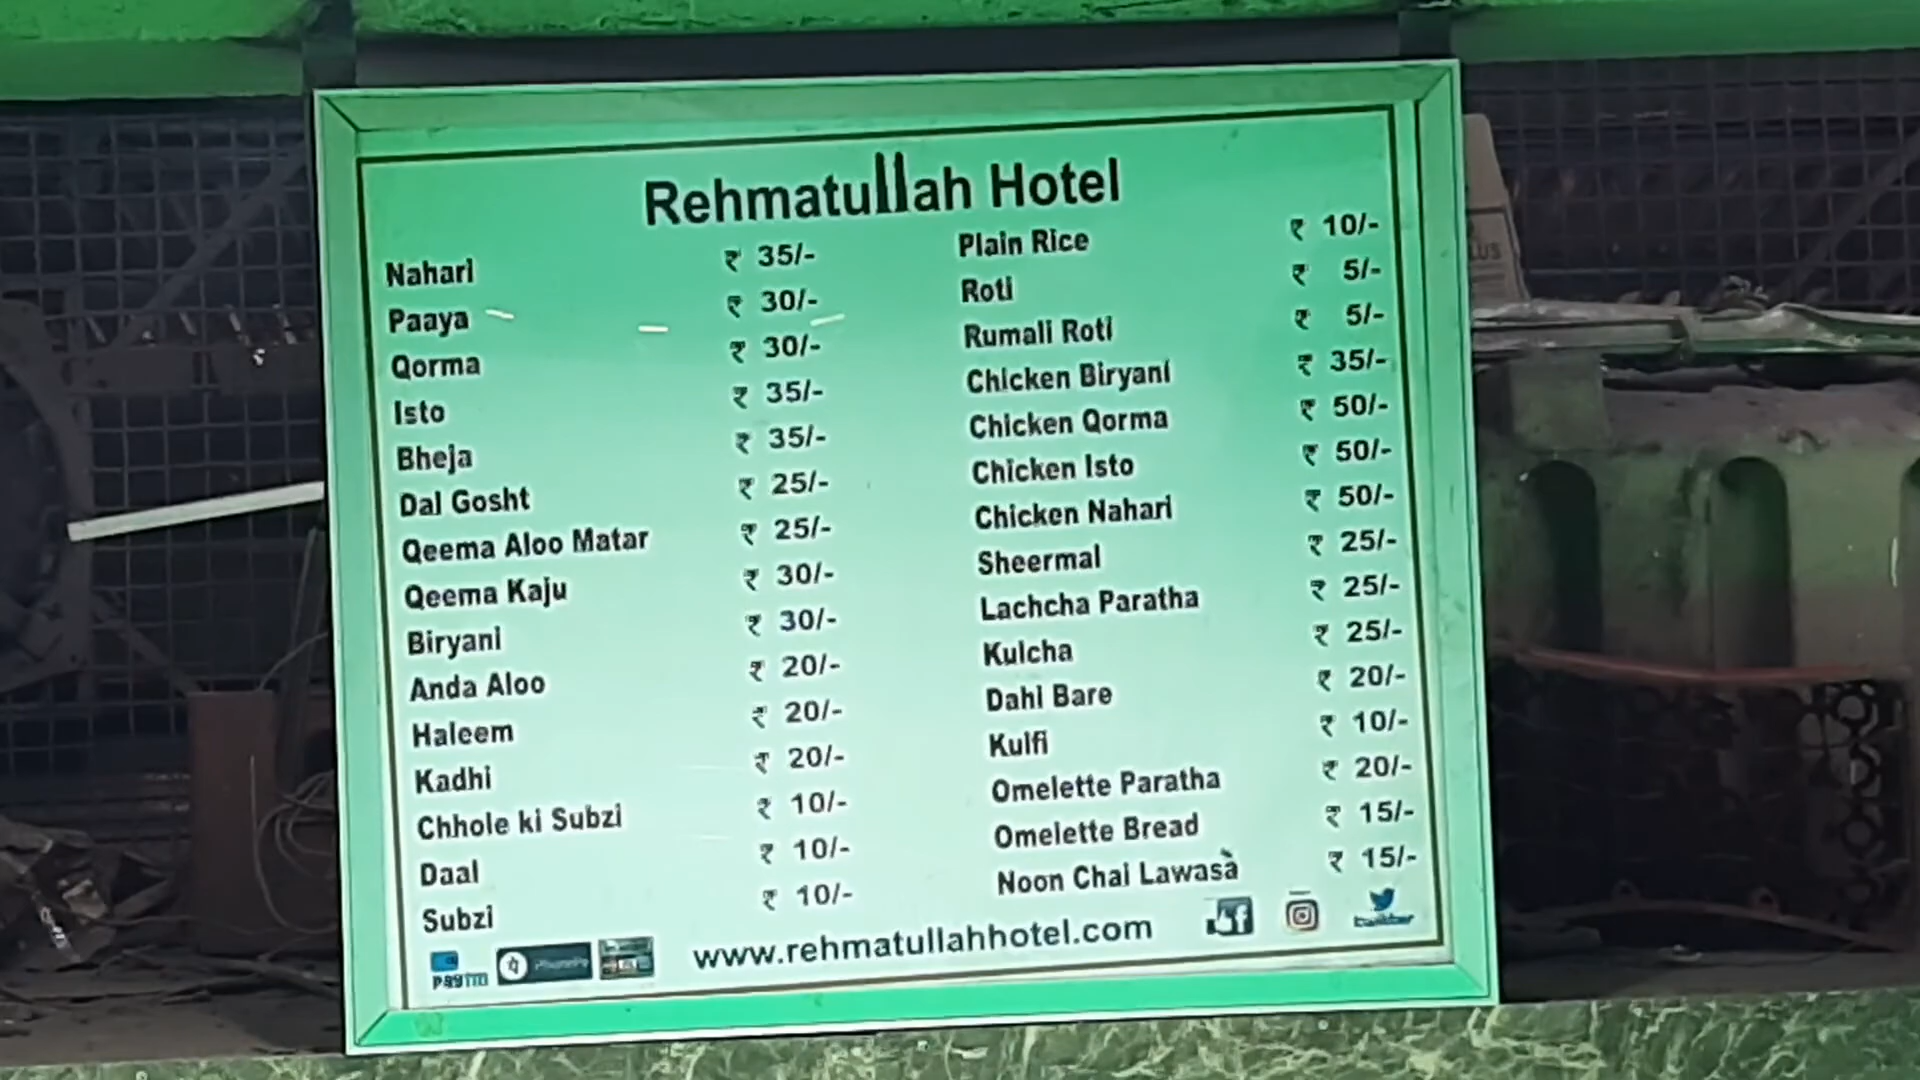 Rehmatullah Hotel
Nahari ₹ 35/-
Paaya ₹ 30/-
Qorma ₹ 30/-
Isto ₹ 35/-
Bheja ₹ 35/-
Dal Gosht ₹ 25/-
Qeema Aloo Matar ₹ 25/-
Qeema Kaju ₹ 30/-
Biryani ₹ 30/-
Anda Aloo ₹ 20/-
Haleem ₹ 20/-
Kadhi ₹ 20/-
Chhole ki Subzi ₹ 10/-
Daal ₹ 10/-
Subzi ₹ 10/-
Plain Rice ₹ 10/-
Roti ₹ 5/-
Rumali Roti ₹ 5/-
Chicken Biryani ₹ 35/-
Chicken Qorma ₹ 50/-
Chicken Isto ₹ 50/-
Chicken Nahari ₹ 50/-
Sheermal ₹ 25/-
Lachcha Paratha ₹ 25/-
Kulcha ₹ 25/-
Dahi Bare ₹ 20/-
Kulfi ₹ 10/-
Omelette Paratha ₹ 20/-
Omelette Bread ₹ 15/-
Noon Chai Lawasa ₹ 15/-
Paytm PhonePe www.rehmatullahhotel.com twitter